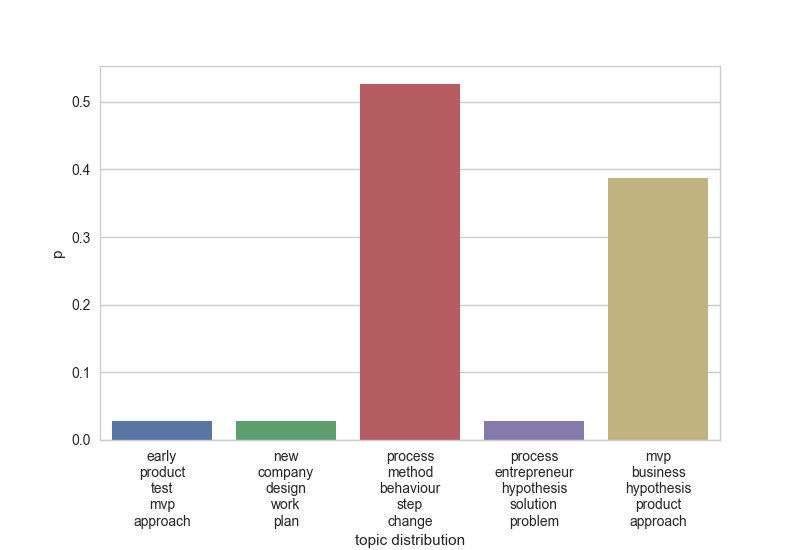 0.5
0.4
0.3
0.2
0.1
0.0
p
early
product
test
mvp
approach
new
company
design
work
plan
process
method
behaviour
step
change
process
entrepreneur
hypothesis
solution
problem
mvp
business
hypothesis
product
approach
topic distribution